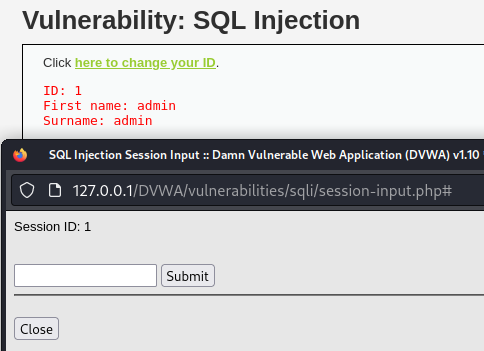 Vulnerability: SQL Injection
Click here to change your ID.
ID: 1
First name: admin
Surname: admin
SQL Injection Session Input :: Damn Vulnerable Web Application (DVWA) v1.10
127.0.0.1/DVWA/vulnerabilities/sqli/session-input.php#
Session ID: 1
Submit
Close